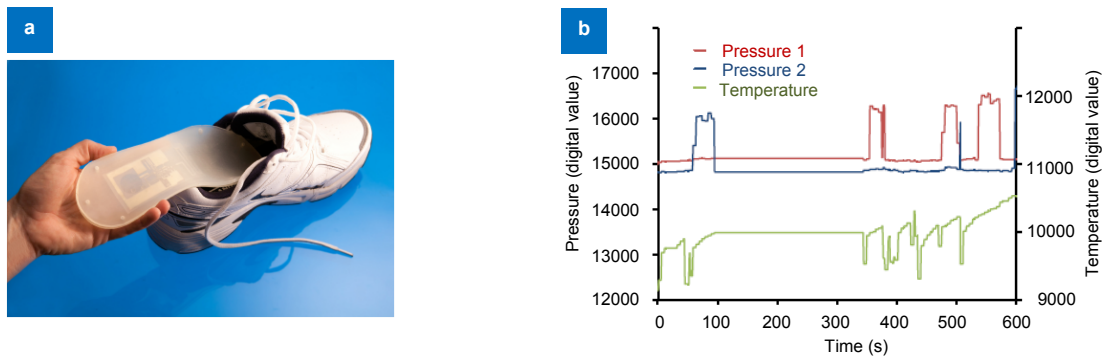 a
b
Pressure 1
Pressure 2
Temperature
Pressure (digital value)
17000
16000
15000
14000
13000
12000
12000
11000
10000
9000
Temperature (digital value)
0 100 200 300 400 500 600
Time (s)